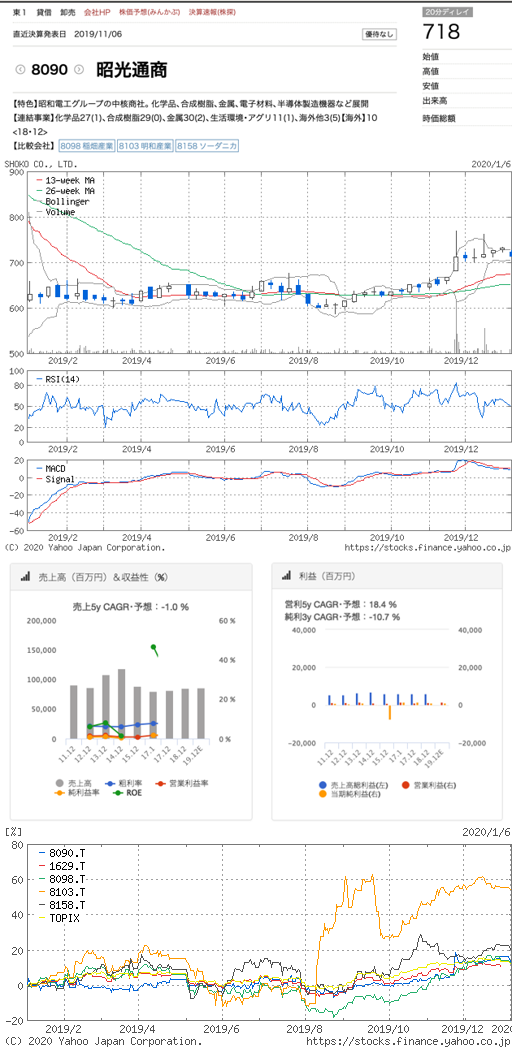 東1 貸借 卸売 会社HP 株価予想(みんかぶ) 決算速報(株探)
20分ディレイ
718
直近決算発表日 2019/11/06 優待なし
始値
高値
安値
出来高
時価総額
8090 昭光通商
【特色】昭和電工グループの中核商社。化学品、合成樹脂、金属、電子材料、半導体製造機器など展開
【連結事業】化学品27(1)、合成樹脂29(0)、金属30(2)、生活環境・アグリ11(1)、海外他3(5)【海外】10
<18・12>
【比較会社】 8098 稲畑産業 8103 明和産業 8158 ソーダニカ
SHOKO CO., LTD. 2020/1/6
900
800
700
600
500
13-week MA
26-week MA
Bollinger
Volume
2019/2 2019/4 2019/6 2019/8 2019/10 2019/12
100
80
50
20
0
RSI(14)
2019/2 2019/4 2019/6 2019/8 2019/10 2019/12
20
0
-20
-40
-60
MACD
Signal
2019/2 2019/4 2019/6 2019/8 2019/10 2019/12
(C) 2020 Yahoo Japan Corporation. https://stocks.finance.yahoo.co.jp
売上高（百万円）＆収益性（%）
売上5y CAGR・予想：-1.0 %
200,000 60 %
150,000
40 %
100,000
20 %
50,000
0 0 %
11.12 12.12 13.12 14.12 15.12 17.1 17.12 18.12 19.12E
売上高 粗利率 営業利益率
純利益率 ROE
利益（百万円）
営利5y CAGR・予想：18.4 %
純利3y CAGR・予想：-10.7 %
40,000 40,000
20,000 20,000
0 0
-20,000 -20,000
11.12 12.12 13.12 14.12 15.12 17.1 17.12 18.12 19.12E
売上高総利益(左) 営業利益(右)
当期純利益(右)
[%] 2020/1/6
80
60
40
20
0
-20
8090.T
1629.T
8098.T
8103.T
8158.T
TOPIX
2019/2 2019/4 2019/6 2019/8 2019/10 2019/12 2020
(C) 2020 Yahoo Japan Corporation. https://stocks.finance.yahoo.co.jp